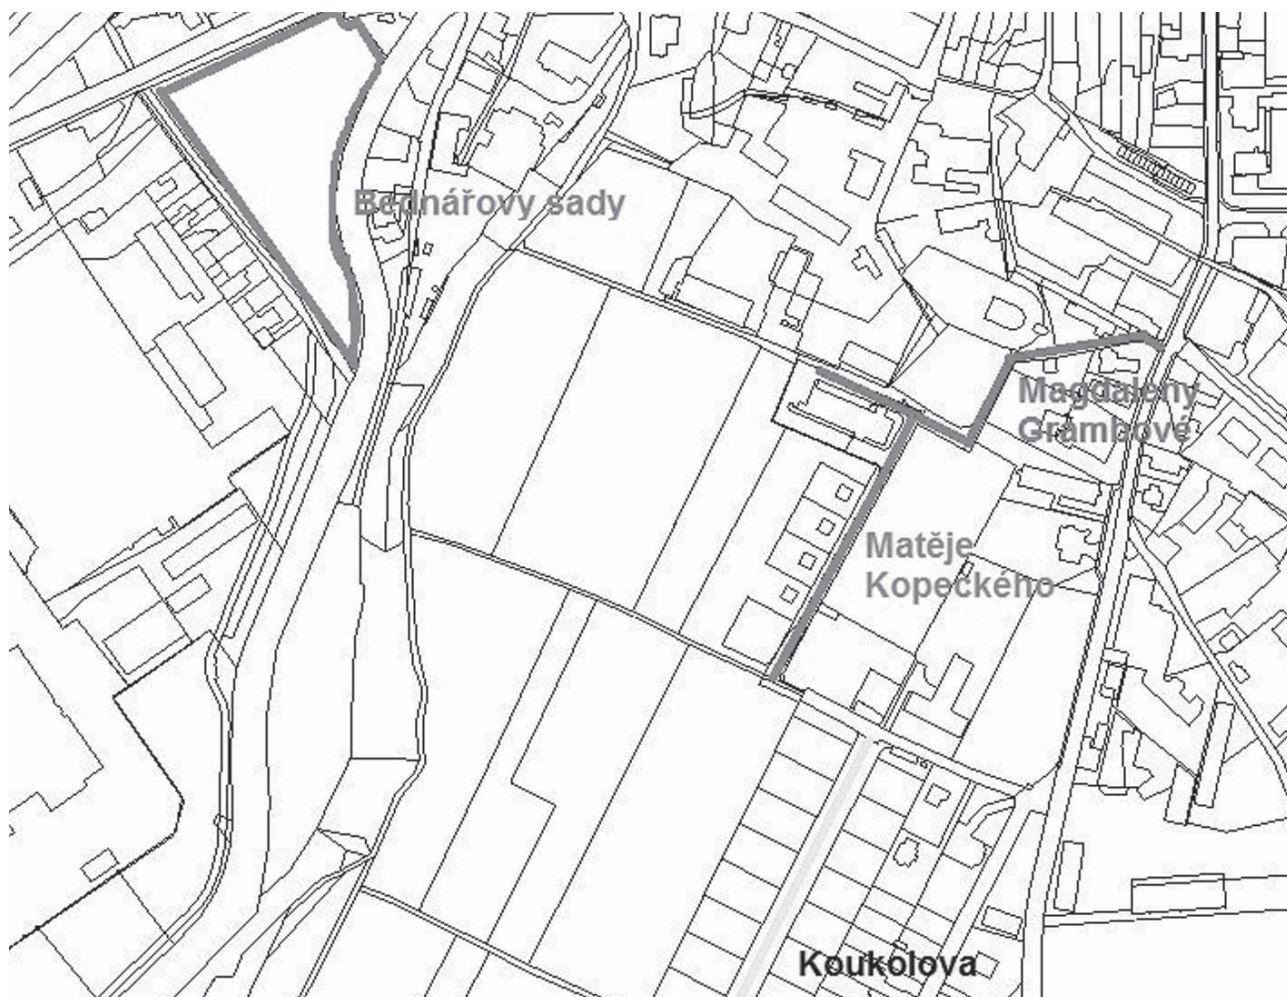 Bednářovy sady
Magdaleny
Grambové
Matěje
Kopeckého
Koukolova